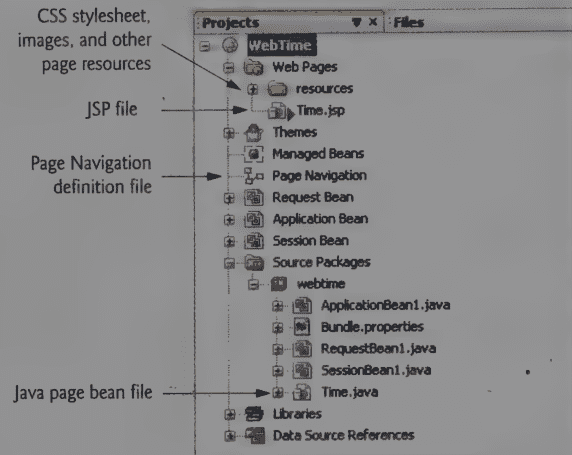 CSS stylesheet,
images, and other
page resources
JSP file
Page Navigation
definition file
Java page bean file
Projects
Files
WebTime
Web Pages
resources
Time.jsp
Themes
Managed Beans
Page Navigation
Request Bean
Application Bean
Session Bean
Source Packages
webtime
ApplicationBean1.java
Bundle.properties
RequestBean1.java
SessionBean1.java
Time.java
Libraries
Data Source References